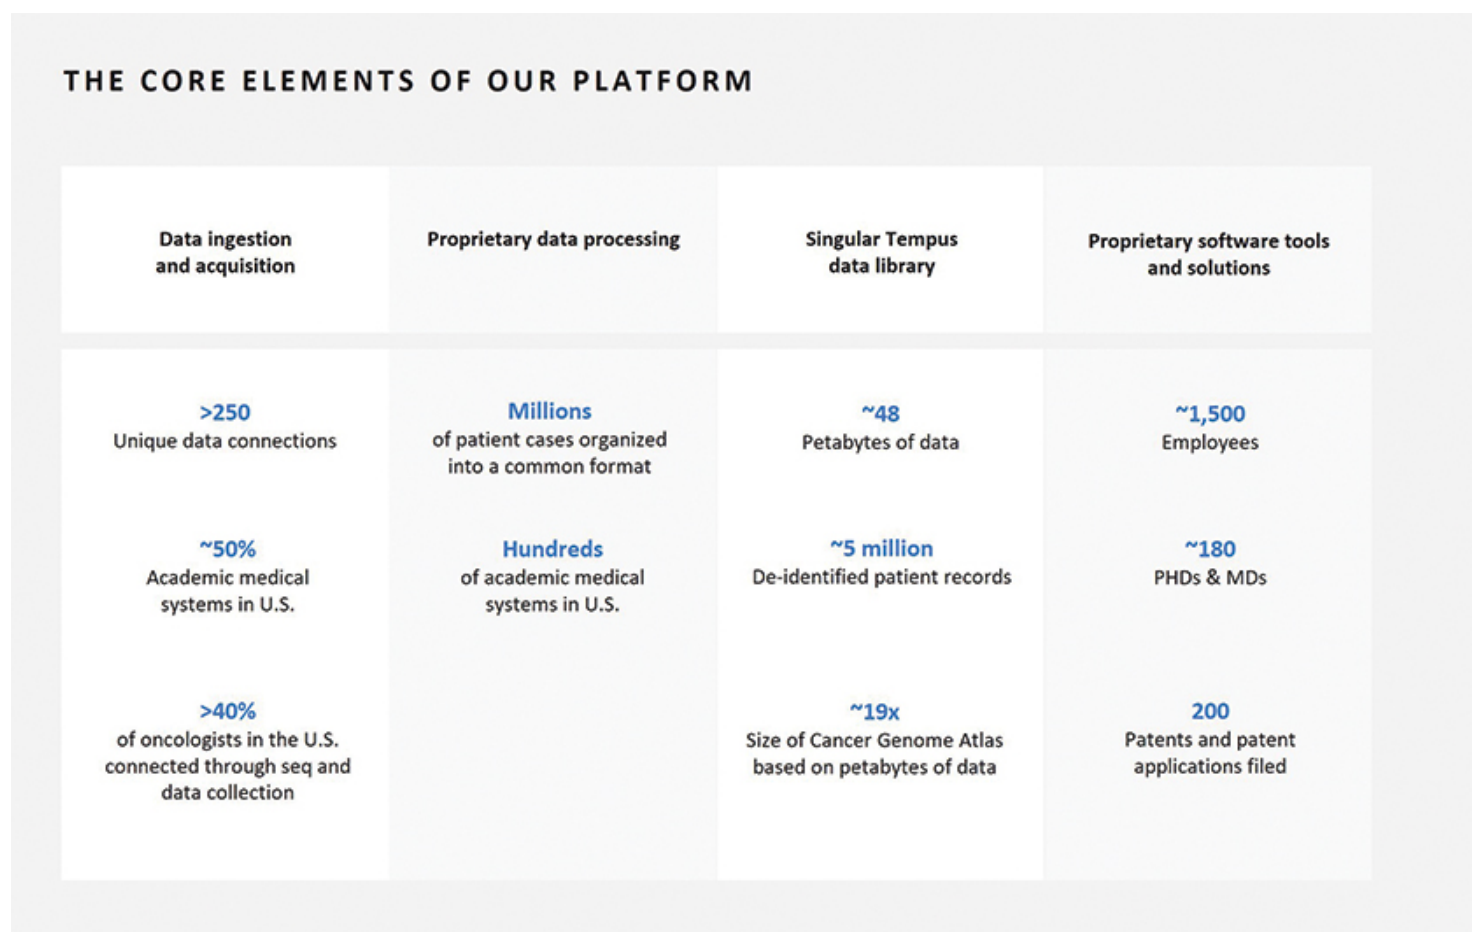 THE CORE ELEMENTS OF OUR PLATFORM
Data ingestion
and acquisition
Proprietary data processing
Singular Tempus
data library
Proprietary software tools
and solutions
>250
Unique data connections
~50%
Academic medical
systems in U.S.
>40%
of oncologists in the U.S.
connected through seq and
data collection
Millions
of patient cases organized
into a common format
Hundreds
of academic medical
systems in U.S.
~48
Petabytes of data
~5 million
De-identified patient records
~19x
Size of Cancer Genome Atlas
based on petabytes of data
~1,500
Employees
~180
PHDs & MDs
200
Patents and patent
applications filed